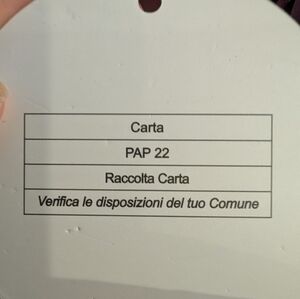 Carta
PAP 22
Raccolta Carta
Verifica le disposizioni del tuo Comune